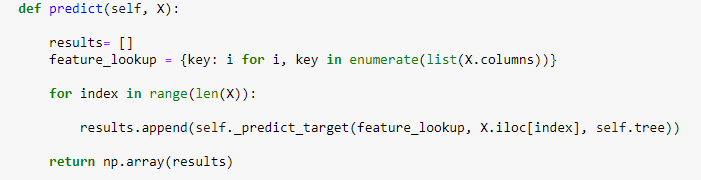 def predict(self, X):
results= []
feature_lookup = {key: i for i, key in enumerate(list(X.columns))}
for index in range(len(X)):
results.append(self._predict_target(feature_lookup, X.iloc[index], self.tree))
return np.array(results)